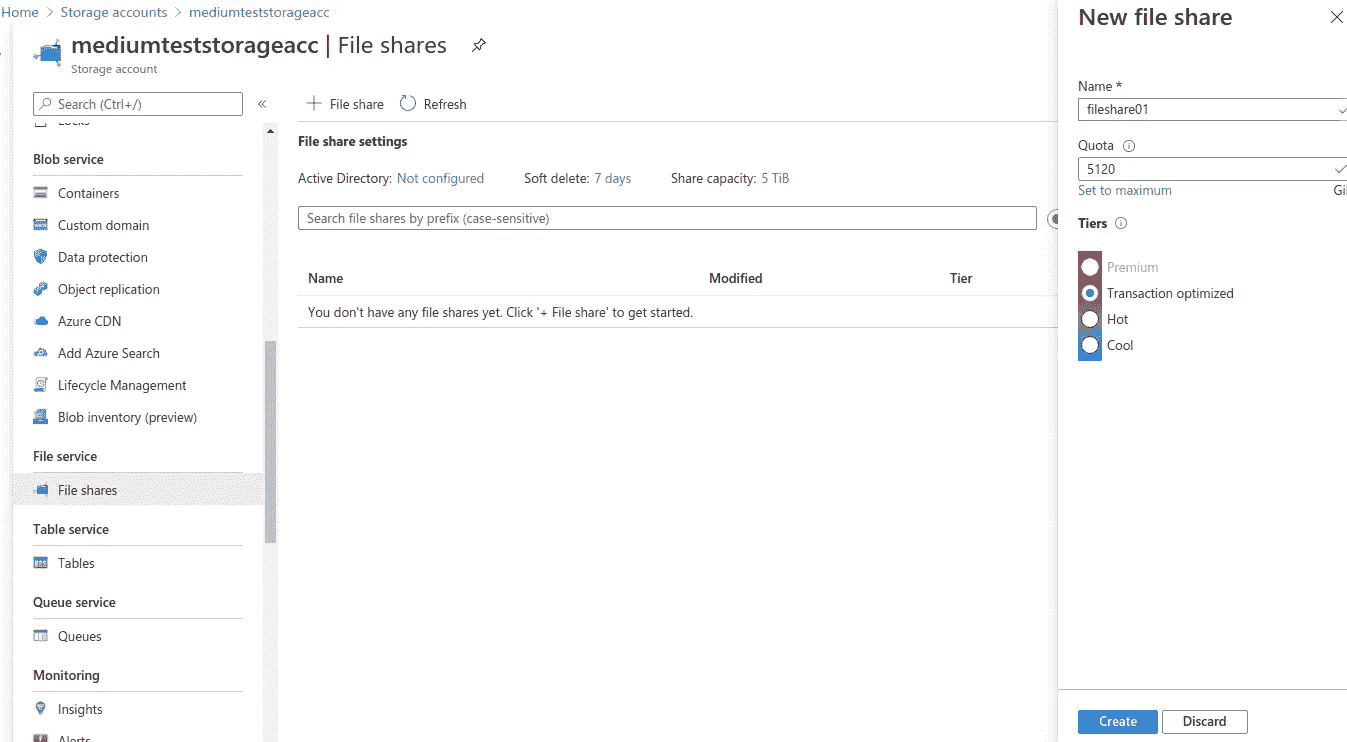 Home > Storage accounts > mediumteststorageacc
mediumteststorageacc | File shares
Storage account
Search (Ctrl+/)
«
Locks
Blob service
Containers
Custom domain
Data protection
Object replication
Azure CDN
Add Azure Search
Lifecycle Management
Blob inventory (preview)
File service
File shares
Table service
Tables
Queue service
Queues
Monitoring
Insights
Alerts
+ File share Refresh
File share settings
Active Directory: Not configured Soft delete: 7 days Share capacity: 5 TiB
Search file shares by prefix (case-sensitive)
Name Modified Tier
You don't have any file shares yet. Click '+ File share' to get started.
New file share
Name *
fileshare01
Quota
5120
Set to maximum
Tiers
Premium
Transaction optimized
Hot
Cool
Create Discard